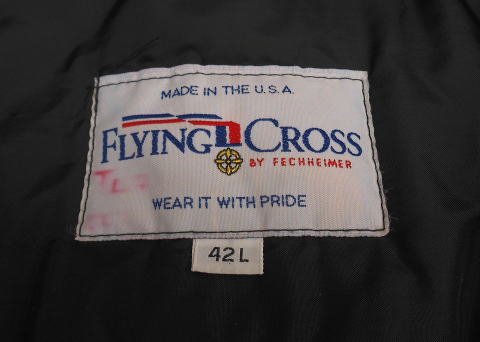 MADE IN THE U.S.A.
FLYING CROSS
BY FECHHEIMER
WEAR IT WITH PRIDE
42L